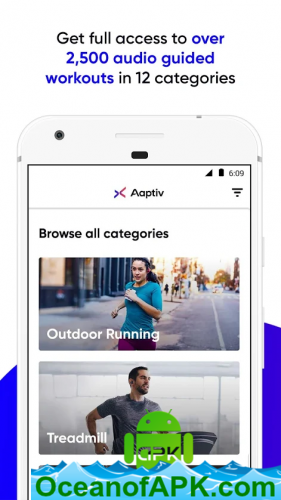 Get full access to over
2,500 audio guided
workouts in 12 categories
6:09
Aaptiv
Browse all categories
Outdoor Running
Treadmill
APK
OceanofAPK.com